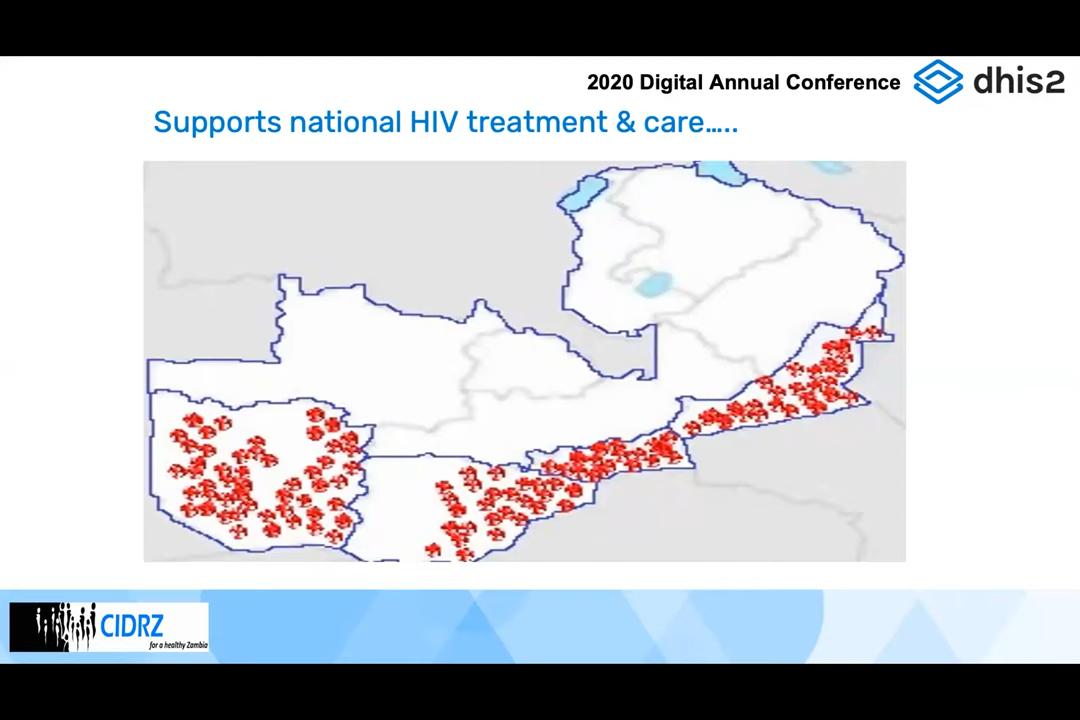 2020 Digital Annual Conference
dhis2
Supports national HIV treatment & care.....
CIDRZ
for a healthy Zambia